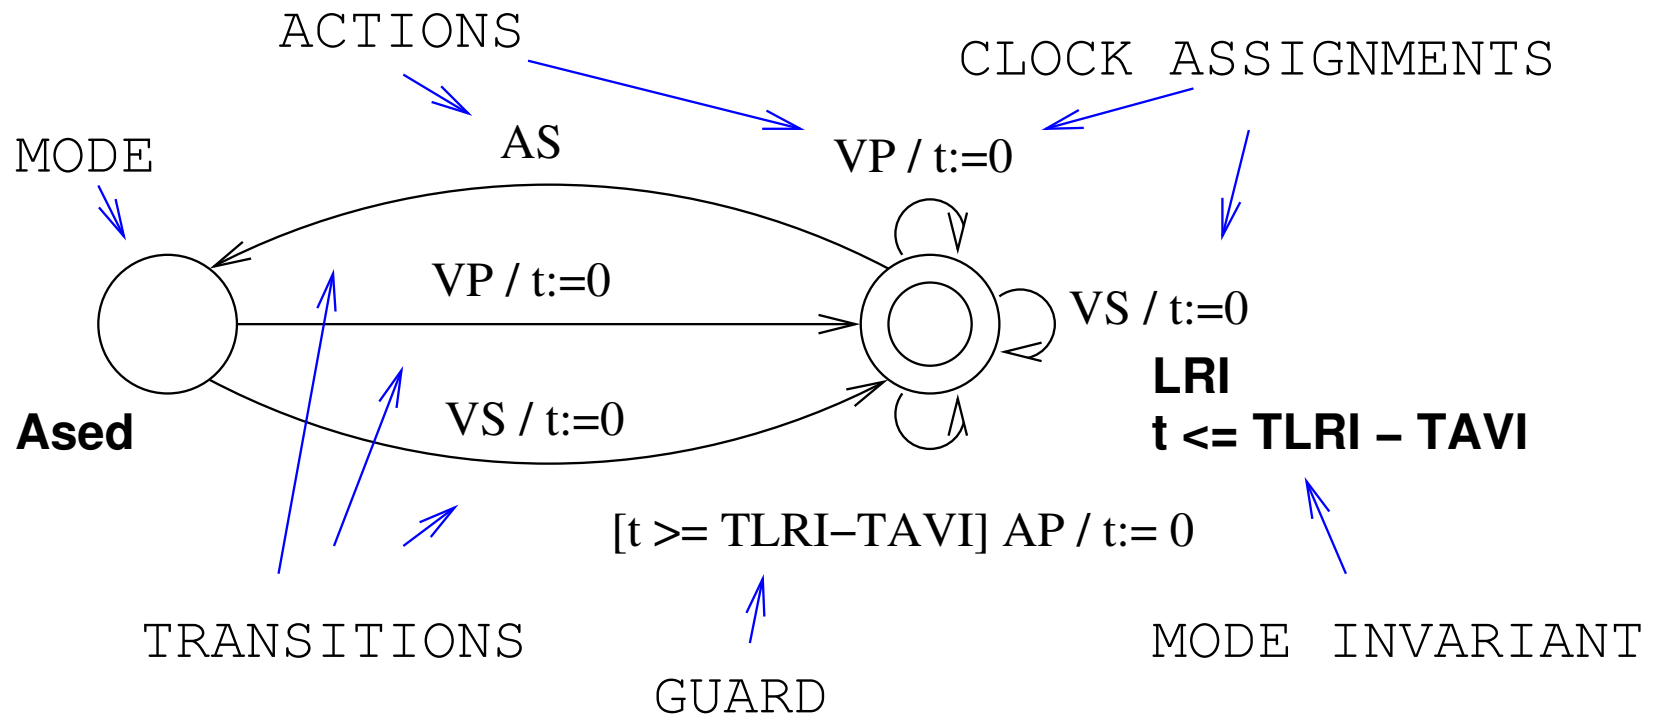 ACTIONS
CLOCK ASSIGNMENTS
MODE
AS
VP / t:=0
VP / t:=0
VS / t:=0
LRI
t <= TLRI – TAVI
Ased
VS / t:=0
[t >= TLRI–TAVI] AP / t:= 0
TRANSITIONS
MODE INVARIANT
GUARD